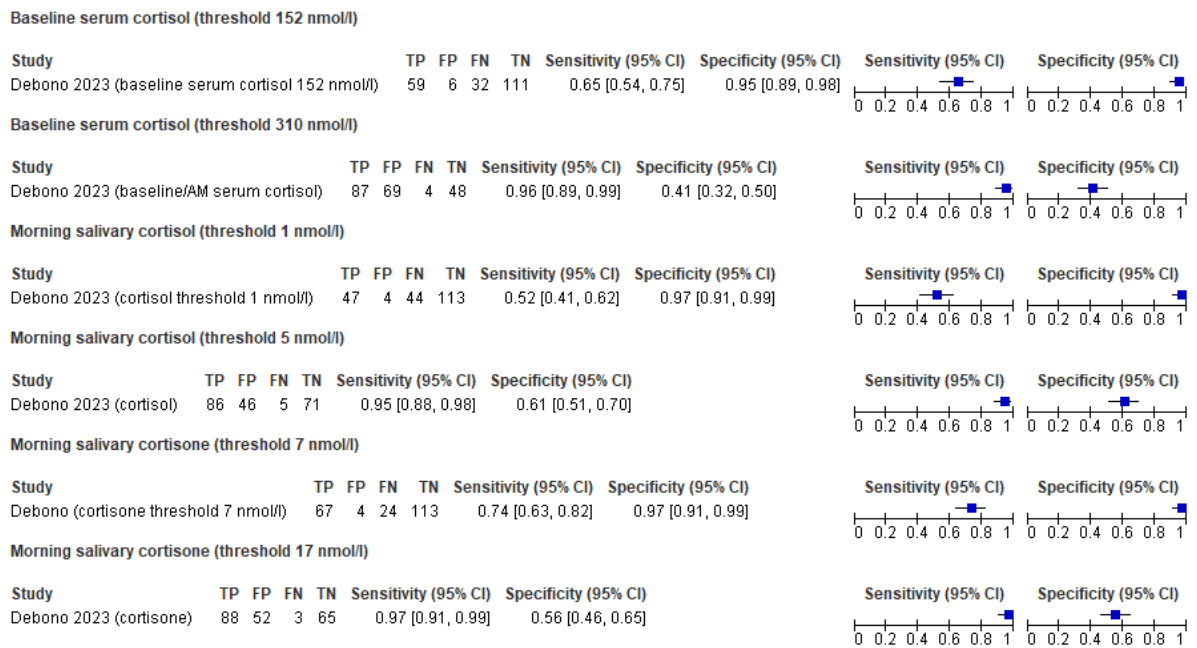 Baseline serum cortisol (threshold 152 nmol/l)
Study TP FP FN TN Sensitivity (95% CI) Specificity (95% CI) Sensitivity (95% CI) Specificity (95% CI)
Debono 2023 (baseline serum cortisol 152 nmol/l) 59 6 32 111 0.65 [0.54, 0.75] 0.95 [0.89, 0.98]
0 0.2 0.4 0.6 0.8 1 0 0.2 0.4 0.6 0.8 1
Baseline serum cortisol (threshold 310 nmol/l)
Study TP FP FN TN Sensitivity (95% CI) Specificity (95% CI) Sensitivity (95% CI) Specificity (95% CI)
Debono 2023 (baseline/AM serum cortisol) 87 69 4 48 0.96 [0.89, 0.99] 0.41 [0.32, 0.50]
0 0.2 0.4 0.6 0.8 1 0 0.2 0.4 0.6 0.8 1
Morning salivary cortisol (threshold 1 nmol/l)
Study TP FP FN TN Sensitivity (95% CI) Specificity (95% CI) Sensitivity (95% CI) Specificity (95% CI)
Debono 2023 (cortisol threshold 1 nmol/l) 47 4 44 113 0.52 [0.41, 0.62] 0.97 [0.91, 0.99]
0 0.2 0.4 0.6 0.8 1 0 0.2 0.4 0.6 0.8 1
Morning salivary cortisol (threshold 5 nmol/l)
Study TP FP FN TN Sensitivity (95% CI) Specificity (95% CI) Sensitivity (95% CI) Specificity (95% CI)
Debono 2023 (cortisol) 86 46 5 71 0.95 [0.88, 0.98] 0.61 [0.51, 0.70]
0 0.2 0.4 0.6 0.8 1 0 0.2 0.4 0.6 0.8 1
Morning salivary cortisone (threshold 7 nmol/l)
Study TP FP FN TN Sensitivity (95% CI) Specificity (95% CI) Sensitivity (95% CI) Specificity (95% CI)
Debono (cortisone threshold 7 nmol/l) 67 4 24 113 0.74 [0.63, 0.82] 0.97 [0.91, 0.99]
0 0.2 0.4 0.6 0.8 1 0 0.2 0.4 0.6 0.8 1
Morning salivary cortisone (threshold 17 nmol/l)
Study TP FP FN TN Sensitivity (95% CI) Specificity (95% CI) Sensitivity (95% CI) Specificity (95% CI)
Debono 2023 (cortisone) 88 52 3 65 0.97 [0.91, 0.99] 0.56 [0.46, 0.65]
0 0.2 0.4 0.6 0.8 1 0 0.2 0.4 0.6 0.8 1